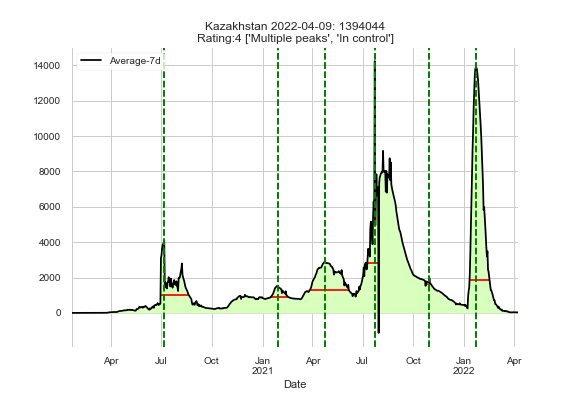 Kazakhstan 2022-04-09: 1394044
Rating:4 ['Multiple peaks', 'In control']
Average-7d
14000
12000
10000
8000
6000
4000
2000
0
Apr Jul Oct Jan Apr Jul Oct Jan Apr
2021 2022
Date